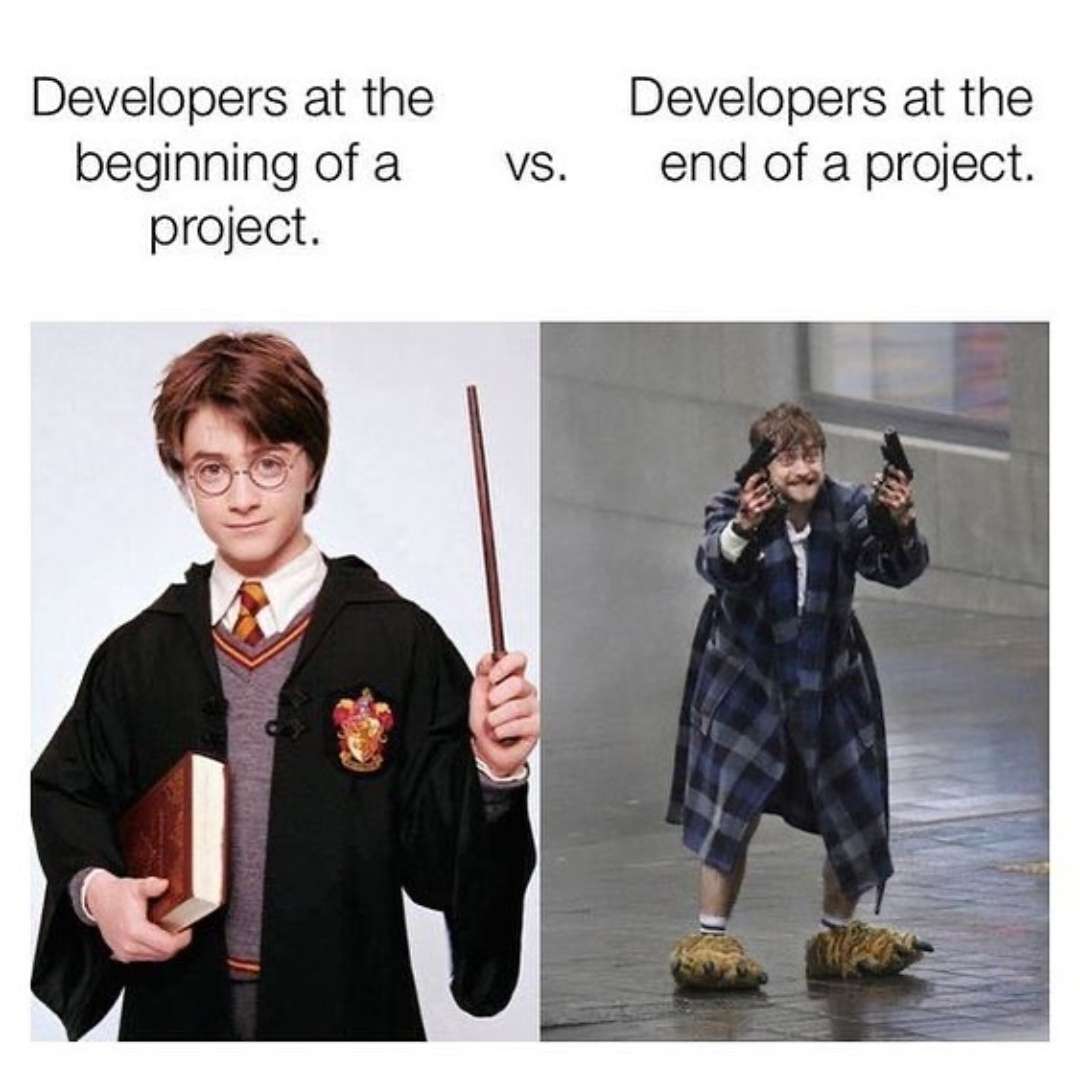 Developers at the
beginning of a
project.
vs.
Developers at the
end of a project.